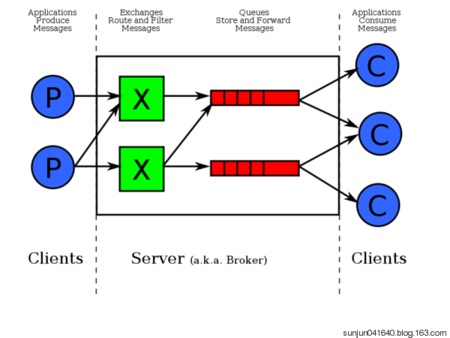 Applications
Produce
Messages
Exchanges
Route and Filter
Messages
Queues
Store and Forward
Messages
Applications
Consume
Messages
P
X
C
C
P
X
C
Clients
Server (a.k.a. Broker)
Clients
sunjun041640.blog.163.com